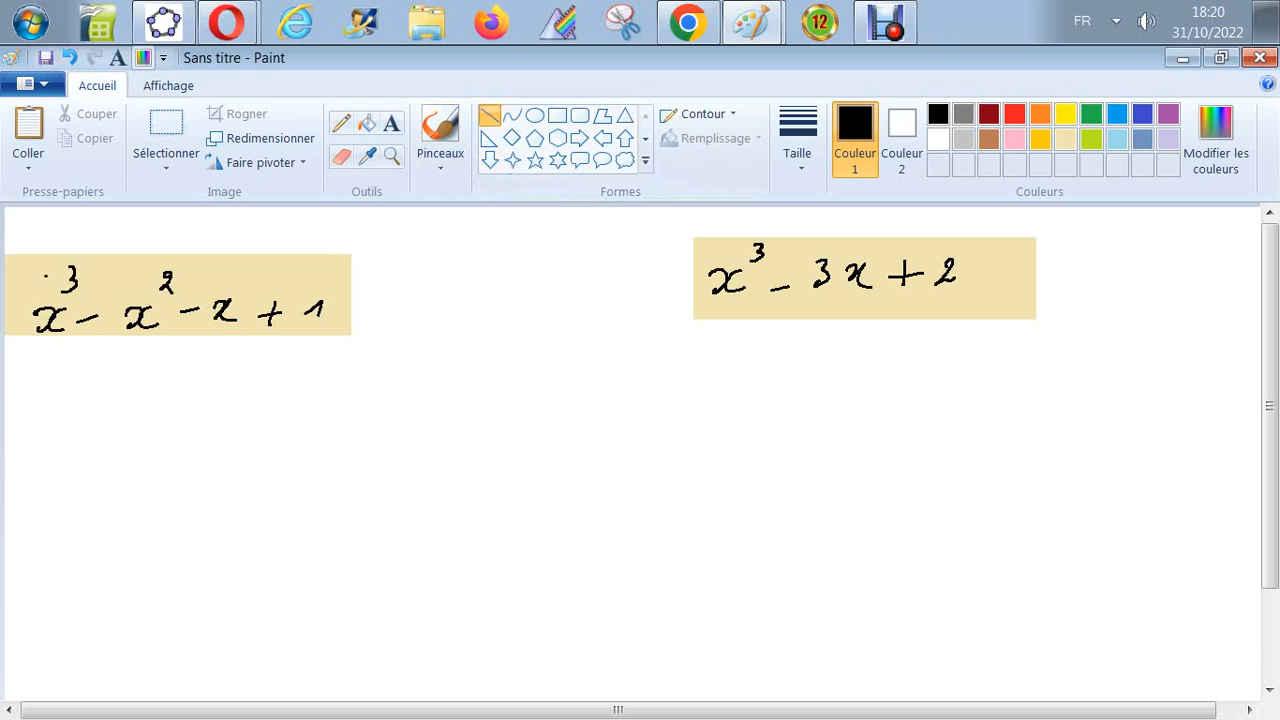 12
FR
18:20
31/10/2022
Sans titre - Paint
Accueil
Affichage
Coller
Couper
Copier
Presse-papiers
Sélectionner
Rogner
Redimensionner
Faire pivoter
Image
Outils
Pinceaux
Contour
Remplissage
Formes
Taille
Couleur
1
Couleur
2
Modifier les
couleurs
Couleurs
x³ - x² - x + 1
x³ - 3x + 2